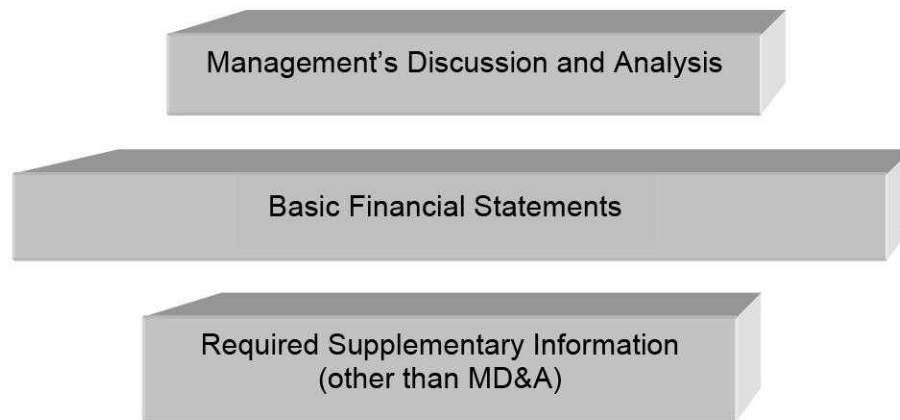 Management’s Discussion and Analysis
Basic Financial Statements
Required Supplementary Information
(other than MD&A)